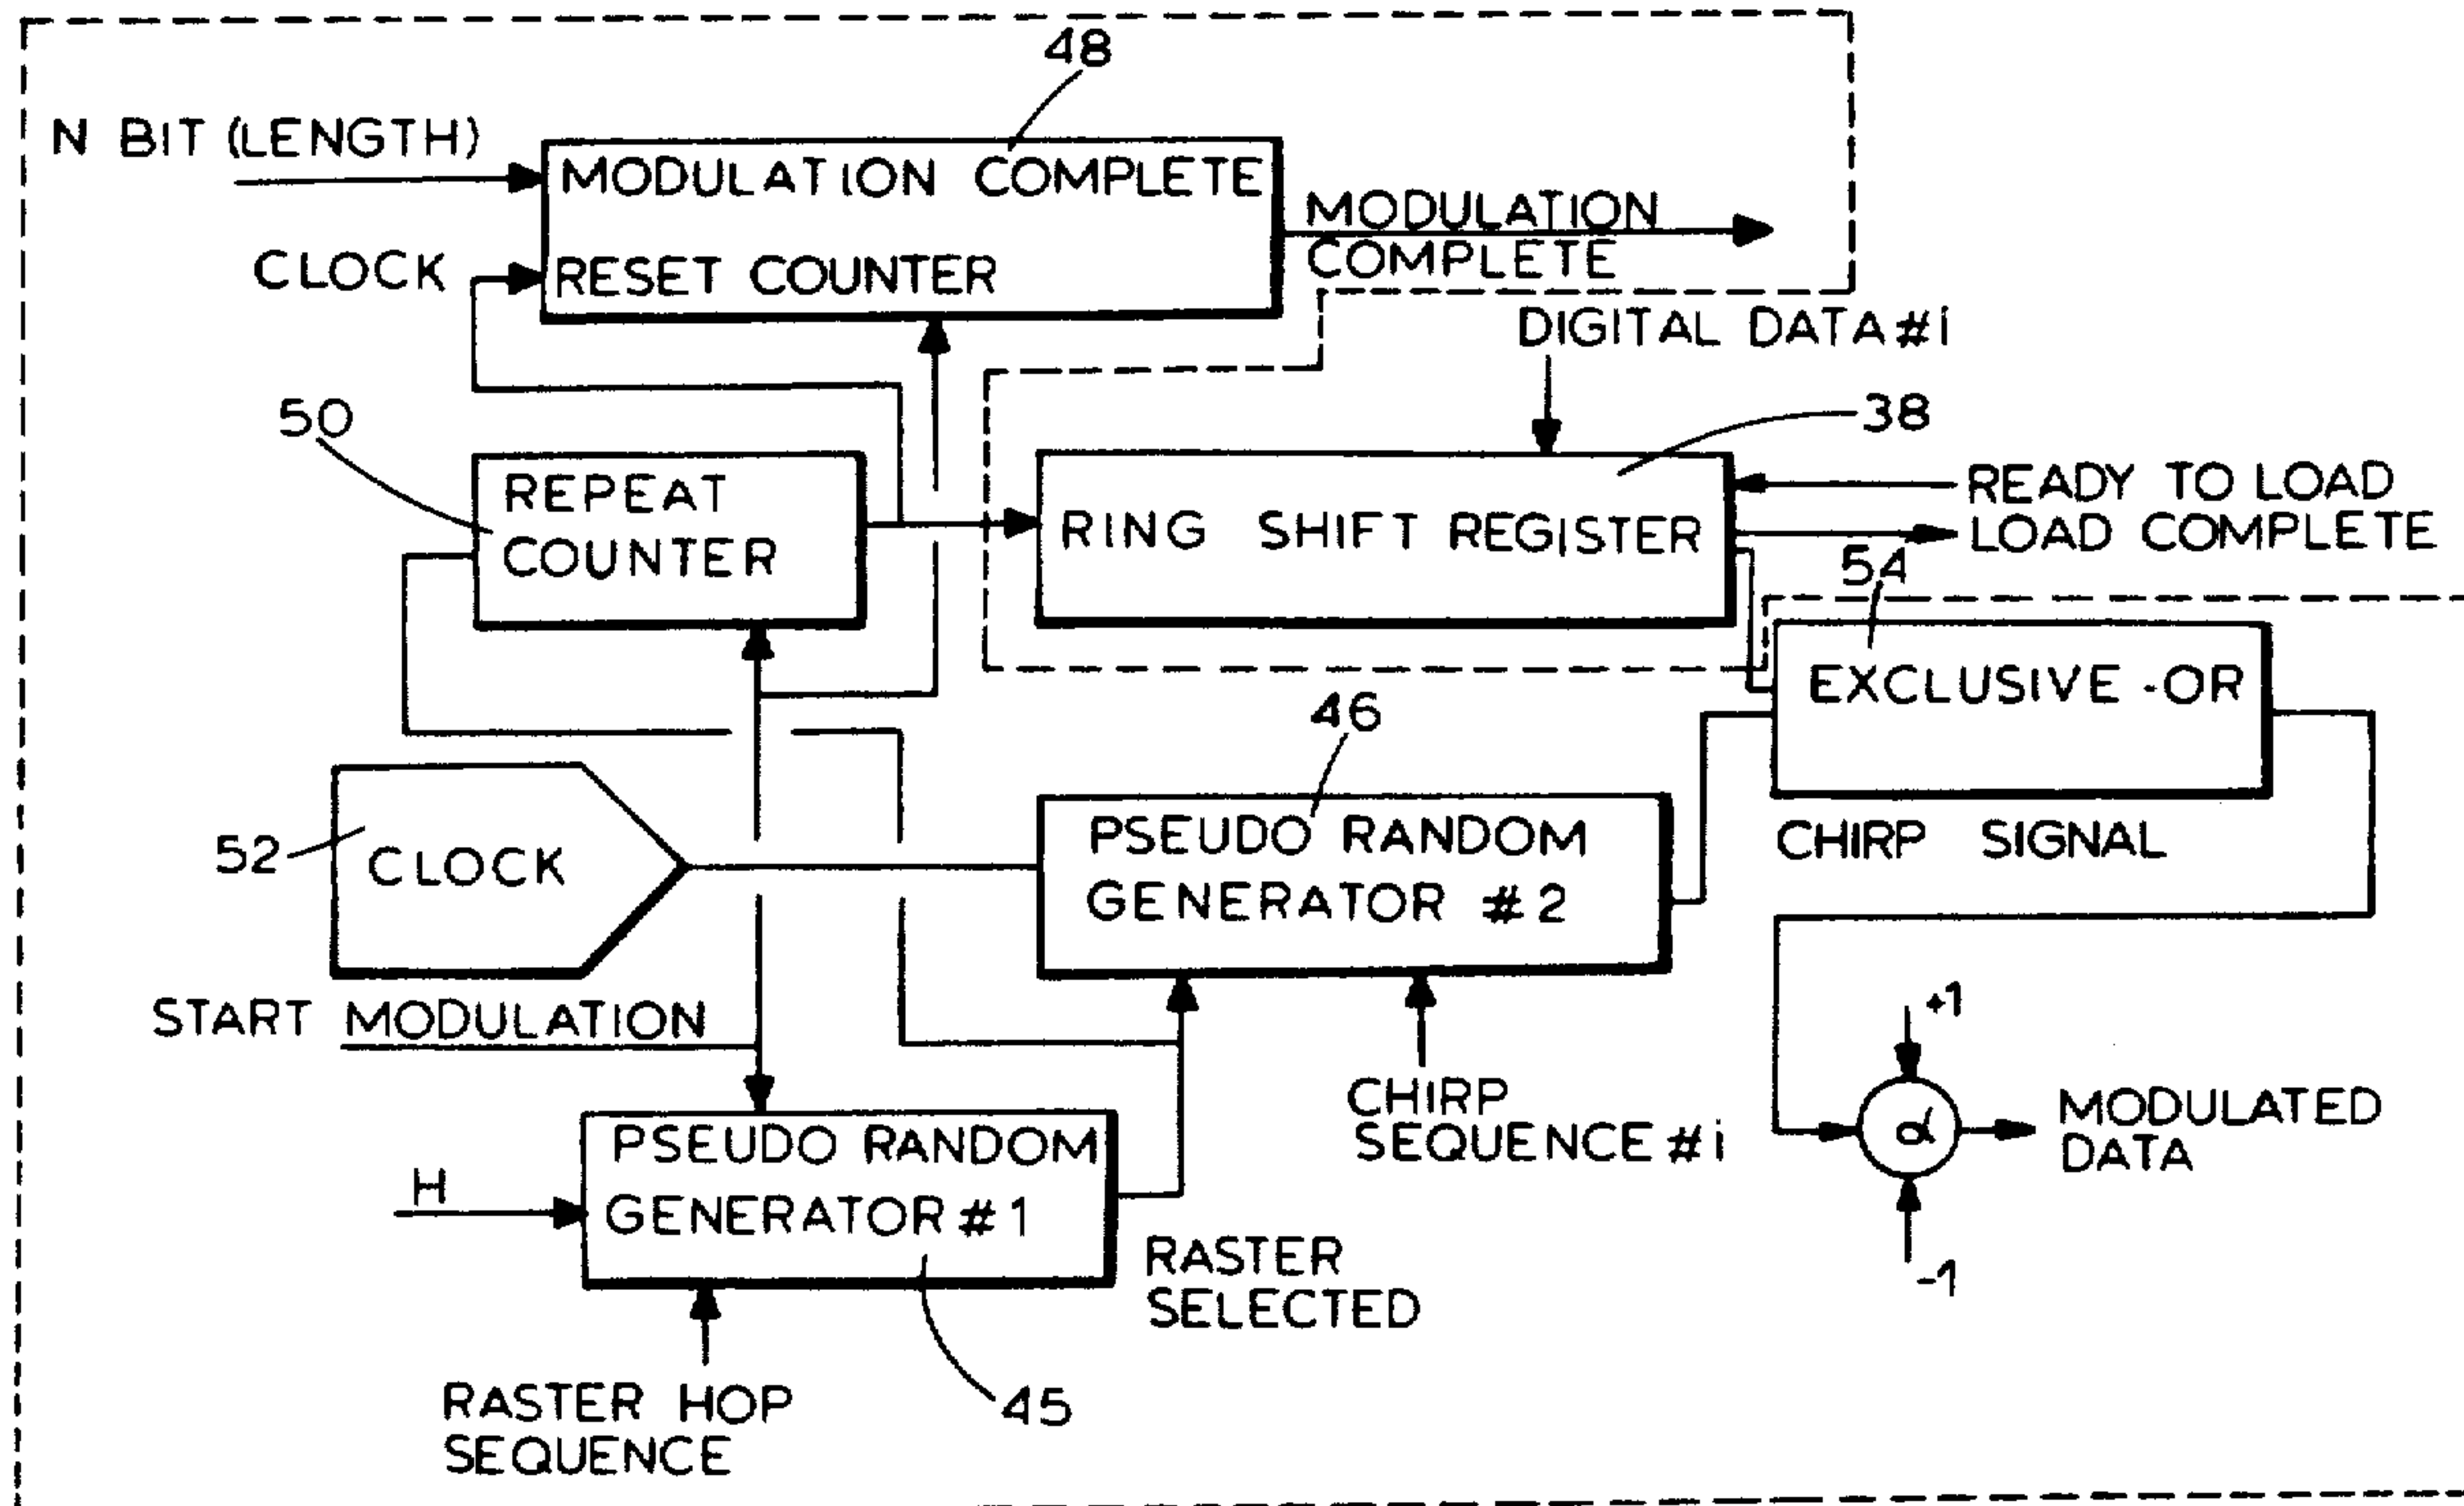 48
N BIT (LENGTH)
MODULATION COMPLETE
RESET COUNTER
CLOCK
MODULATION
COMPLETE
DIGITAL DATA #i
50
38
REPEAT
COUNTER
RING SHIFT REGISTER
READY TO LOAD
LOAD COMPLETE
54
EXCLUSIVE -OR
46
52
CLOCK
PSEUDO RANDOM
GENERATOR #2
CHIRP SIGNAL
START MODULATION
+1
CHIRP
SEQUENCE #i
α
MODULATED
DATA
-1
H
PSEUDO RANDOM
GENERATOR #1
RASTER
SELECTED
45
RASTER HOP
SEQUENCE